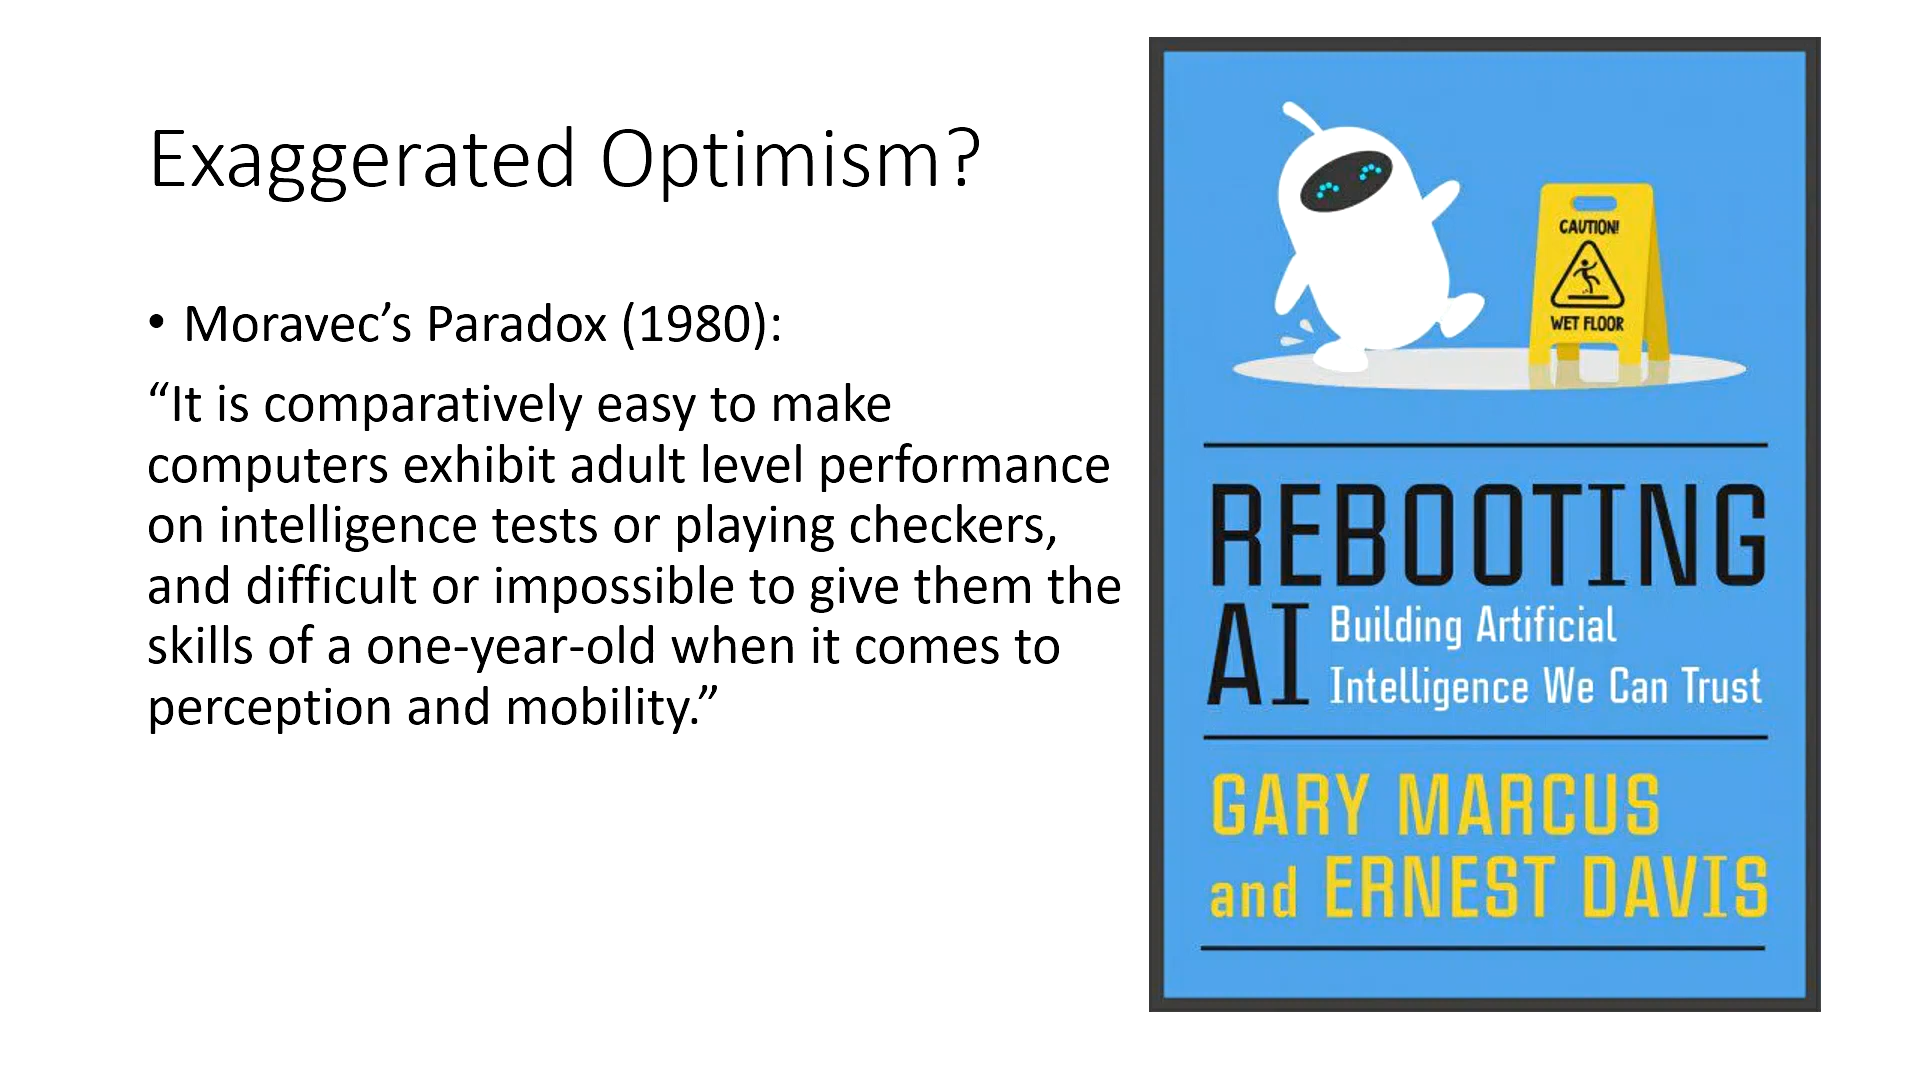 Exaggerated Optimism?
• Moravec’s Paradox (1980):
“It is comparatively easy to make
computers exhibit adult level performance
on intelligence tests or playing checkers,
and difficult or impossible to give them the
skills of a one-year-old when it comes to
perception and mobility.”
CAUTION!
WET FLOOR
REBOOTING
AI Building Artificial
Intelligence We Can Trust
GARY MARCUS
and ERNEST DAVIS